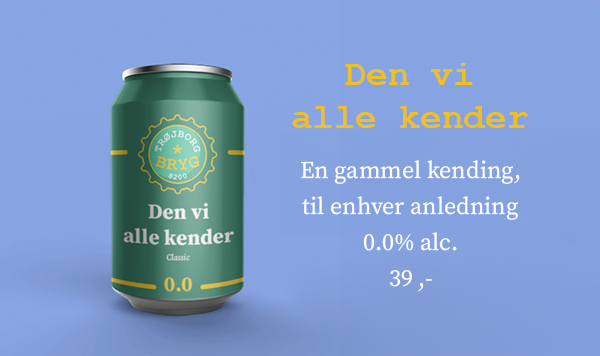 TRØJBORG
BRYG
8200
Den vi
alle kender
Classic
0.0
Den vi
alle kender
En gammel kending,
til enhver anledning
0.0% alc.
39 ,-